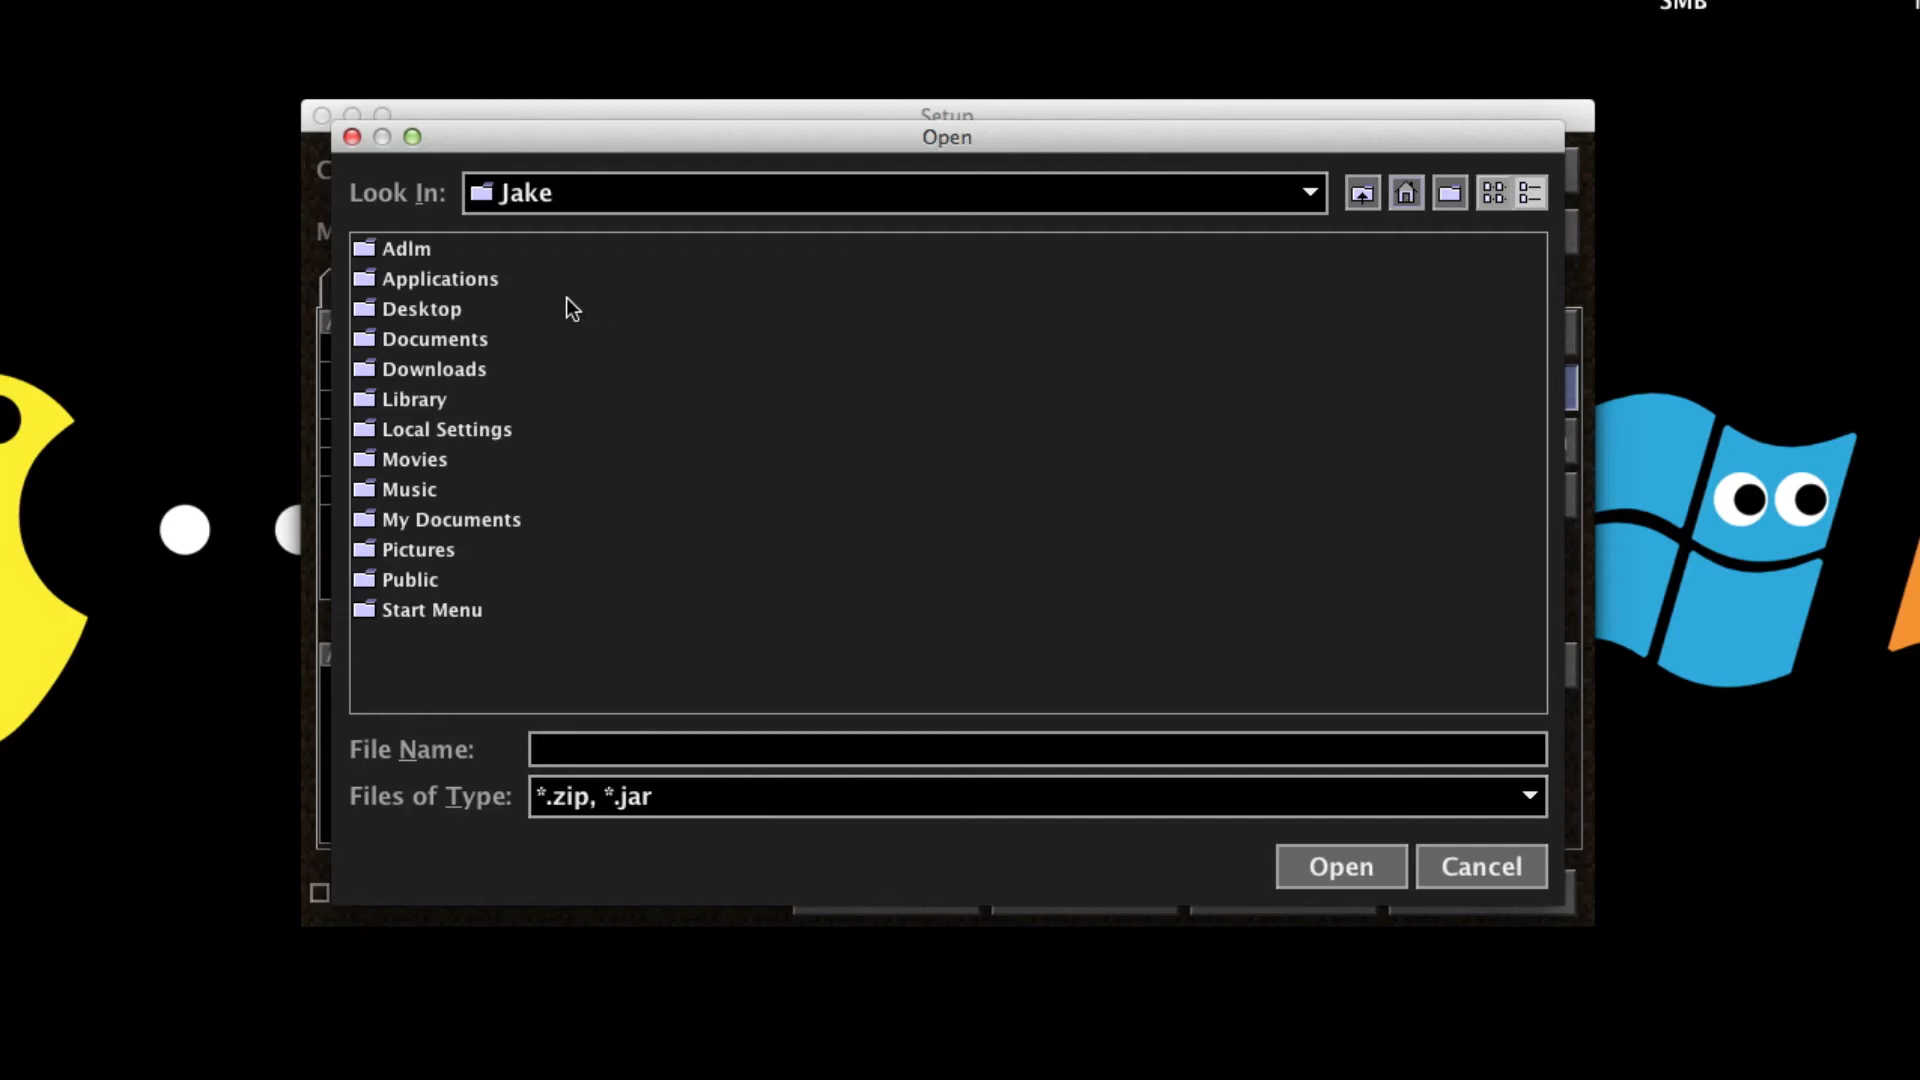 SMB
Setup
Open
Look In:
Jake
Adlm
Applications
Desktop
Documents
Downloads
Library
Local Settings
Movies
Music
My Documents
Pictures
Public
Start Menu
File Name:
Files of Type:
*.zip, *.jar
Open
Cancel